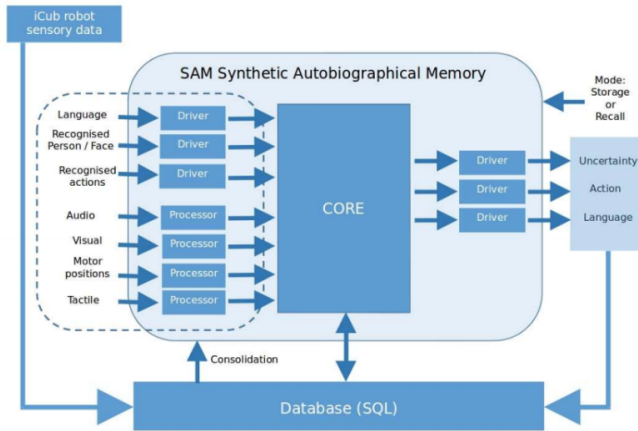 iCub robot
sensory data
SAM Synthetic Autobiographical Memory
Mode:
Storage
or
Recall
Language
Driver
Recognised
Person / Face
Driver
Recognised
actions
Driver
Audio
Processor
Visual
Processor
Motor
positions
Processor
Tactile
Processor
CORE
Driver
Uncertainty
Driver
Action
Driver
Language
Consolidation
Database (SQL)